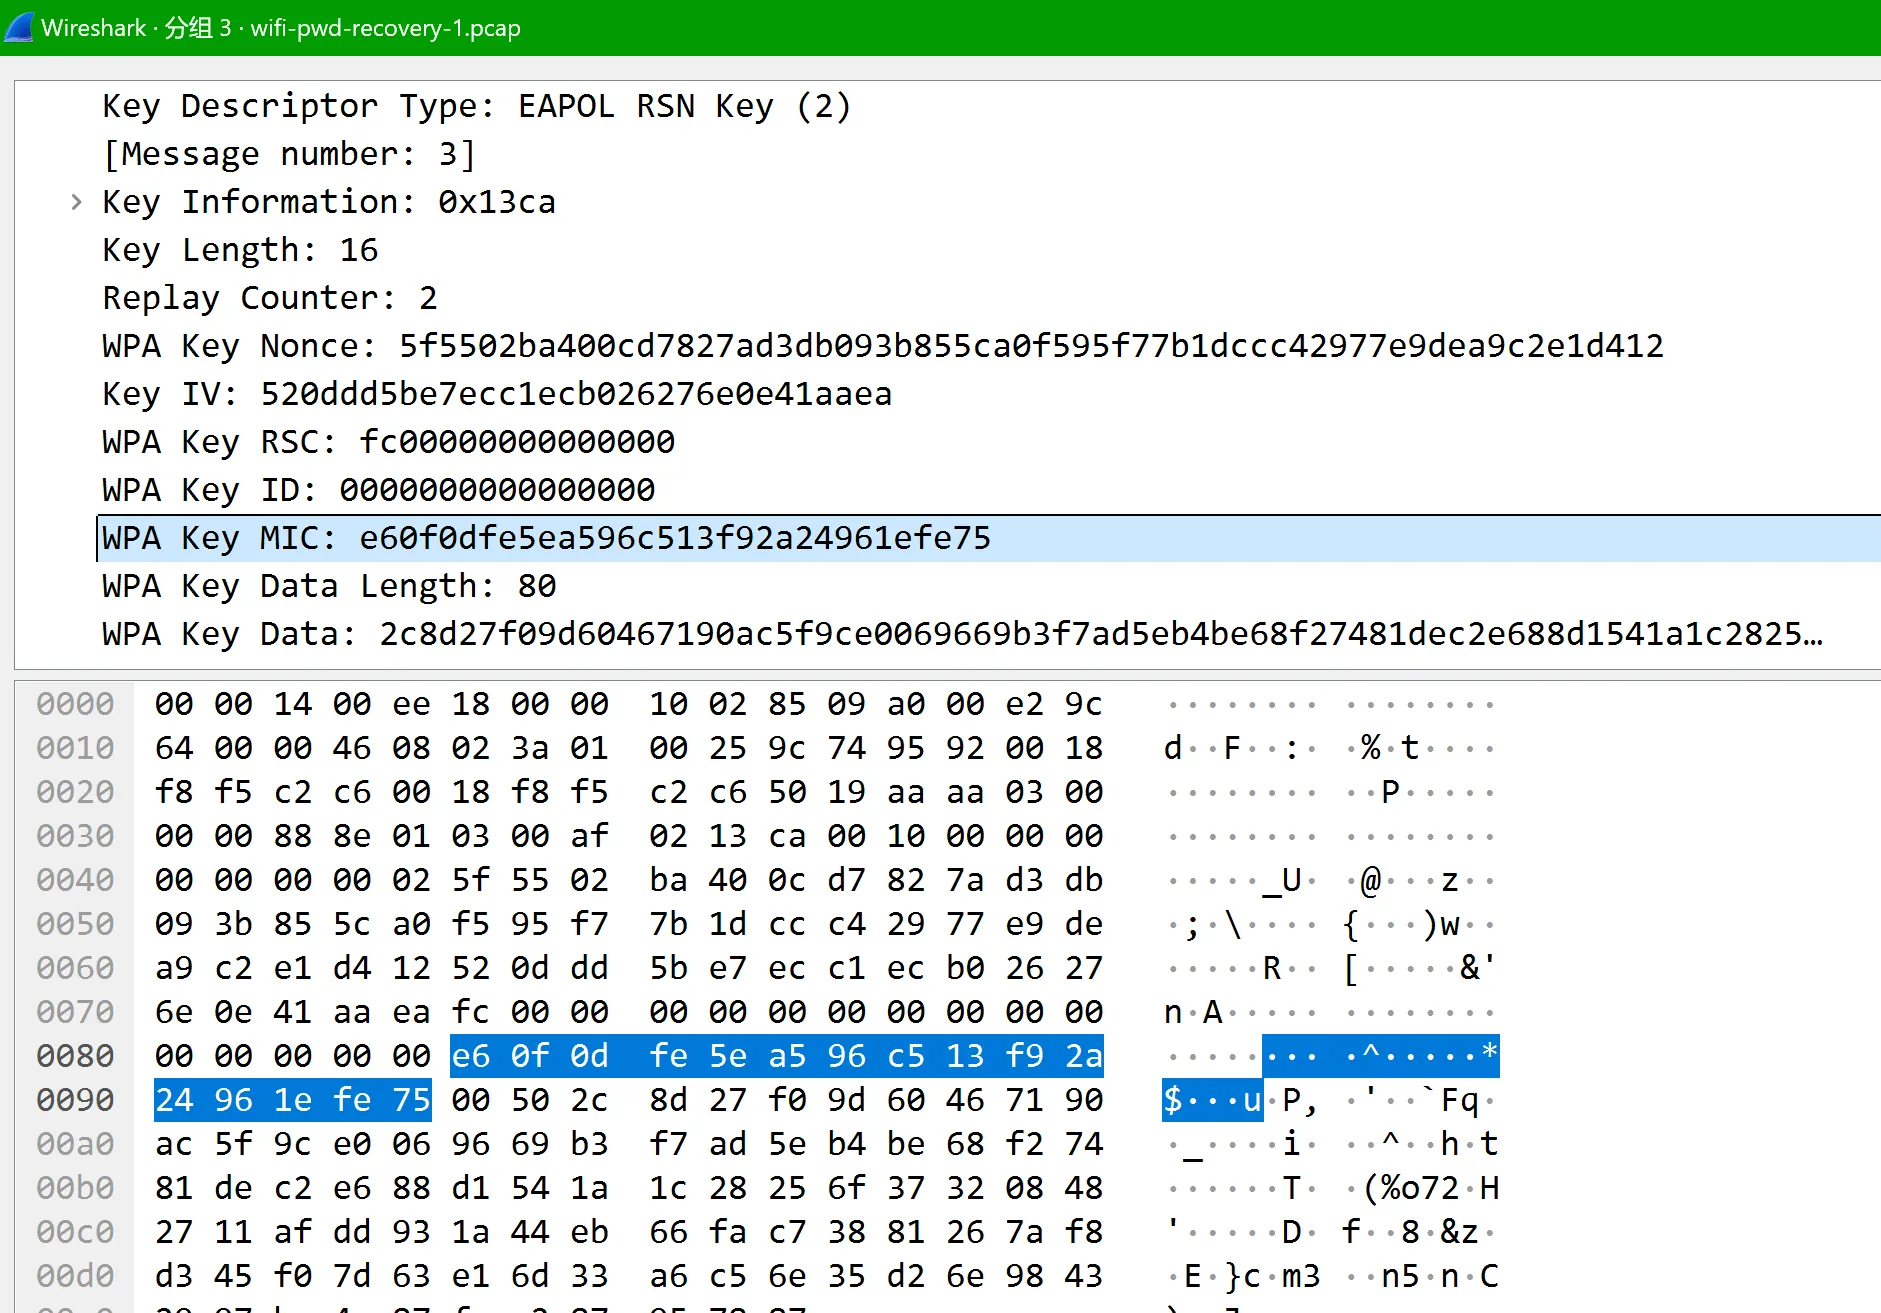 Wireshark · 分组 3 · wifi-pwd-recovery-1.pcap
Key Descriptor Type: EAPOL RSN Key (2)
[Message number: 3]
Key Information: 0x13ca
Key Length: 16
Replay Counter: 2
WPA Key Nonce: 5f5502ba400cd7827ad3db093b855ca0f595f77b1dccc42977e9dea9c2e1d412
Key IV: 520ddd5be7ecc1ecb026276e0e41aaea
WPA Key RSC: fc00000000000000
WPA Key ID: 0000000000000000
WPA Key MIC: e60f0dfe5ea596c513f92a24961efe75
WPA Key Data Length: 80
WPA Key Data: 2c8d27f09d60467190ac5f9ce0069669b3f7ad5eb4be68f27481dec2e688d1541a1c2825…
0000 00 00 14 00 ee 18 00 00 10 02 85 09 a0 00 e2 9c ········ ········
0010 64 00 00 46 08 02 3a 01 00 25 9c 74 95 92 00 18 d··F··:· ·%·t····
0020 f8 f5 c2 c6 00 18 f8 f5 c2 c6 50 19 aa aa 03 00 ········ ··P·····
0030 00 00 88 8e 01 03 00 af 02 13 ca 00 10 00 00 00 ········ ········
0040 00 00 00 00 02 5f 55 02 ba 40 0c d7 82 7a d3 db ·····_U· ·@···z··
0050 09 3b 85 5c a0 f5 95 f7 7b 1d cc c4 29 77 e9 de ·;·\···· {···)w··
0060 a9 c2 e1 d4 12 52 0d dd 5b e7 ec c1 ec b0 26 27 ·····R·· [·····&'
0070 6e 0e 41 aa ea fc 00 00 00 00 00 00 00 00 00 00 n·A····· ········
0080 00 00 00 00 00 e6 0f 0d fe 5e a5 96 c5 13 f9 2a ········ ·^·····*
0090 24 96 1e fe 75 00 50 2c 8d 27 f0 9d 60 46 71 90 $···u·P, ·'··`Fq·
00a0 ac 5f 9c e0 06 96 69 b3 f7 ad 5e b4 be 68 f2 74 ·_····i· ··^··h·t
00b0 81 de c2 e6 88 d1 54 1a 1c 28 25 6f 37 32 08 48 ······T· ·(%o72·H
00c0 27 11 af dd 93 1a 44 eb 66 fa c7 38 81 26 7a f8 '·····D· f··8·&z·
00d0 d3 45 f0 7d 63 e1 6d 33 a6 c5 6e 35 d2 6e 98 43 ·E·}c·m3 ··n5·n·C